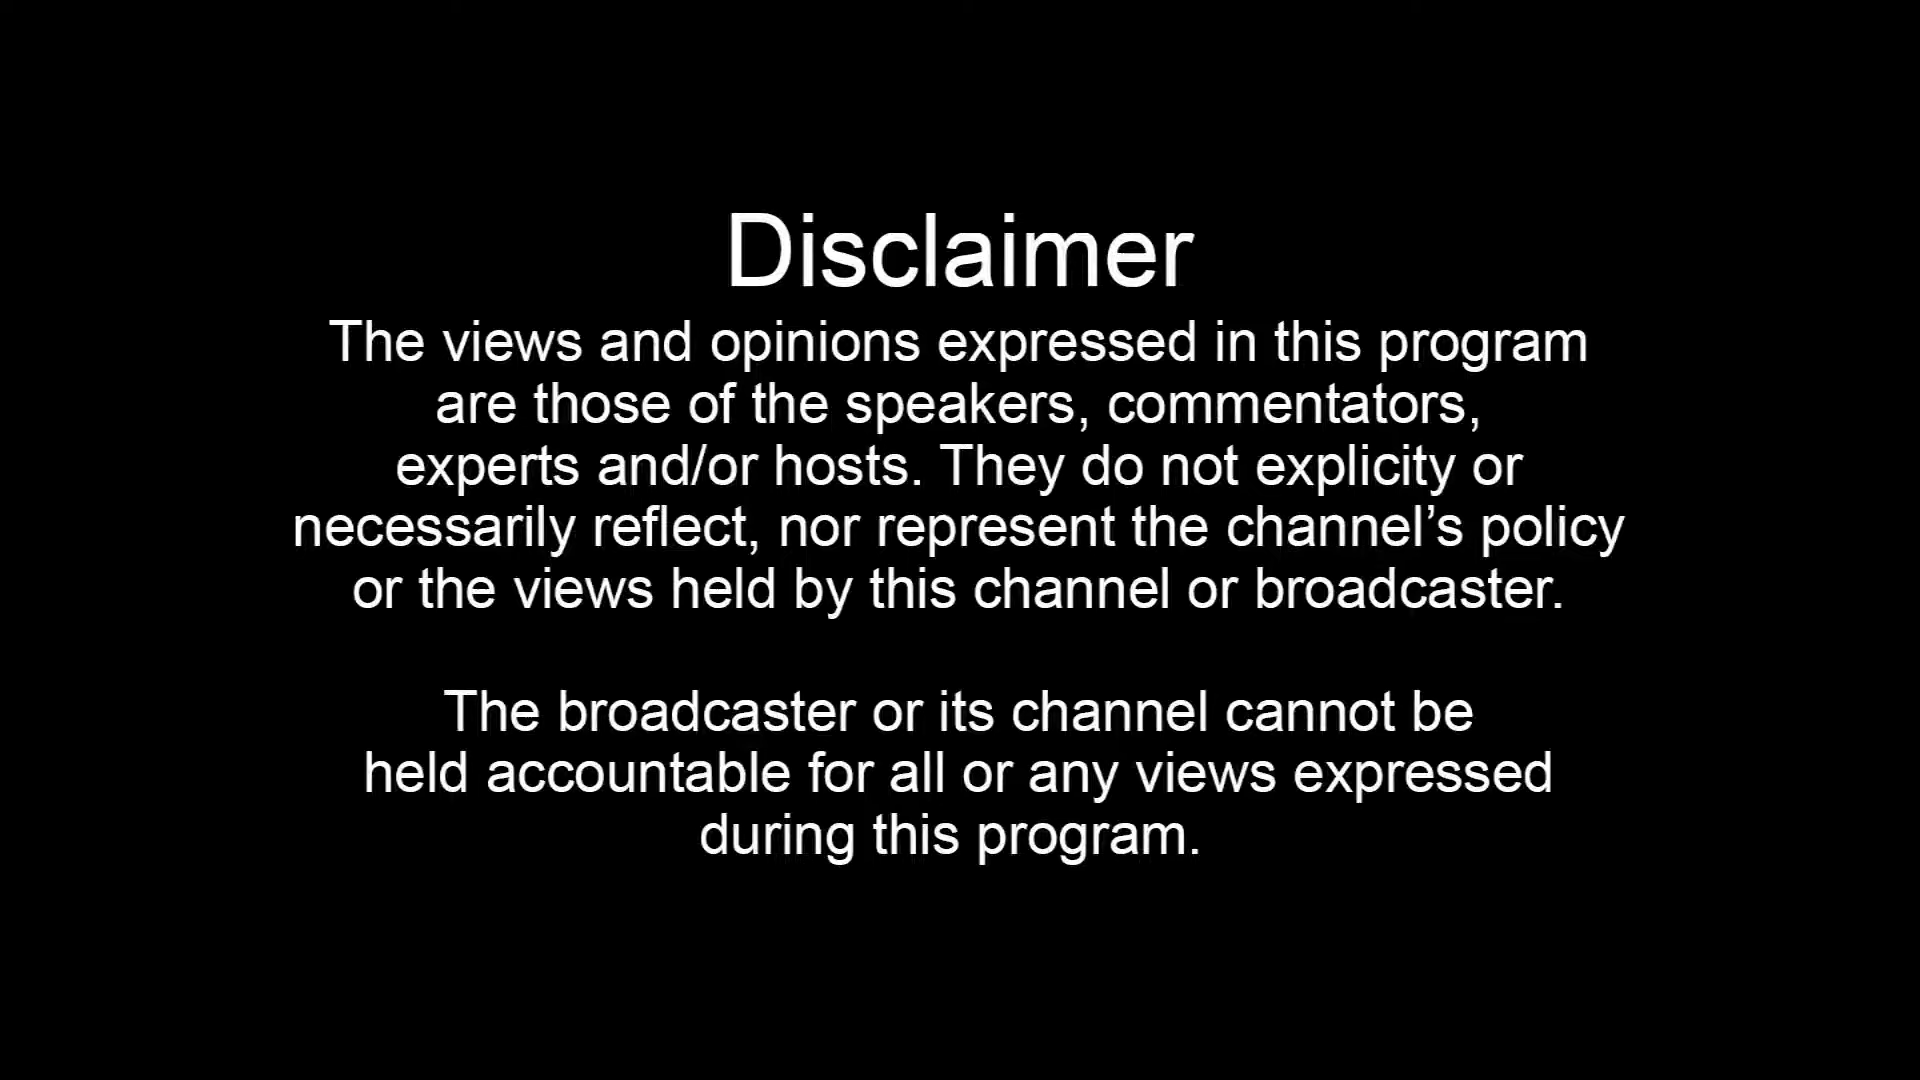 Disclaimer
The views and opinions expressed in this program
are those of the speakers, commentators,
experts and/or hosts. They do not explicity or
necessarily reflect, nor represent the channel’s policy
or the views held by this channel or broadcaster.
The broadcaster or its channel cannot be
held accountable for all or any views expressed
during this program.